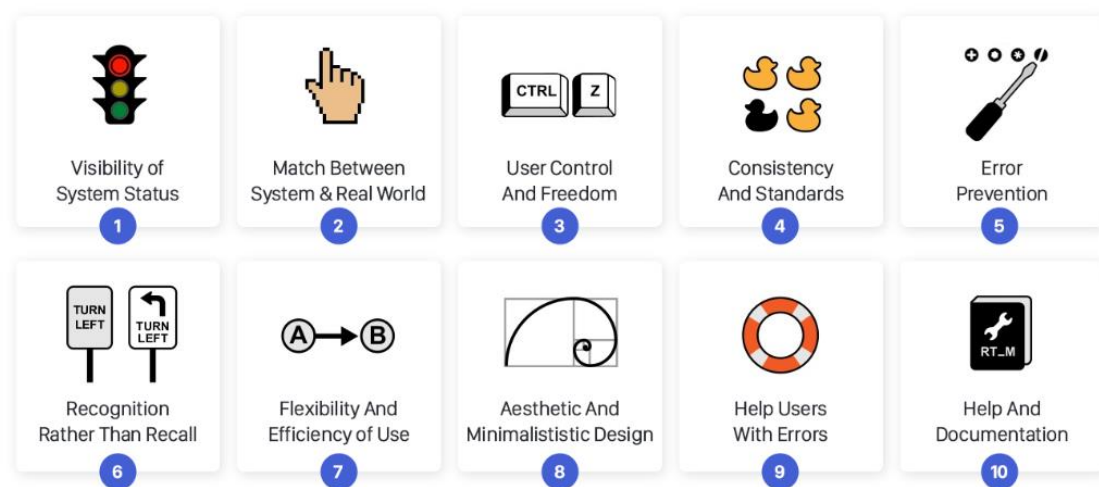 CTRL Z
Visibility of
System Status
1
Match Between
System & Real World
2
User Control
And Freedom
3
Consistency
And Standards
4
Error
Prevention
5
TURN
LEFT
TURN
LEFT
A B
RT_M
Recognition
Rather Than Recall
6
Flexibility And
Efficiency of Use
7
Aesthetic And
Minimalististic Design
8
Help Users
With Errors
9
Help And
Documentation
10